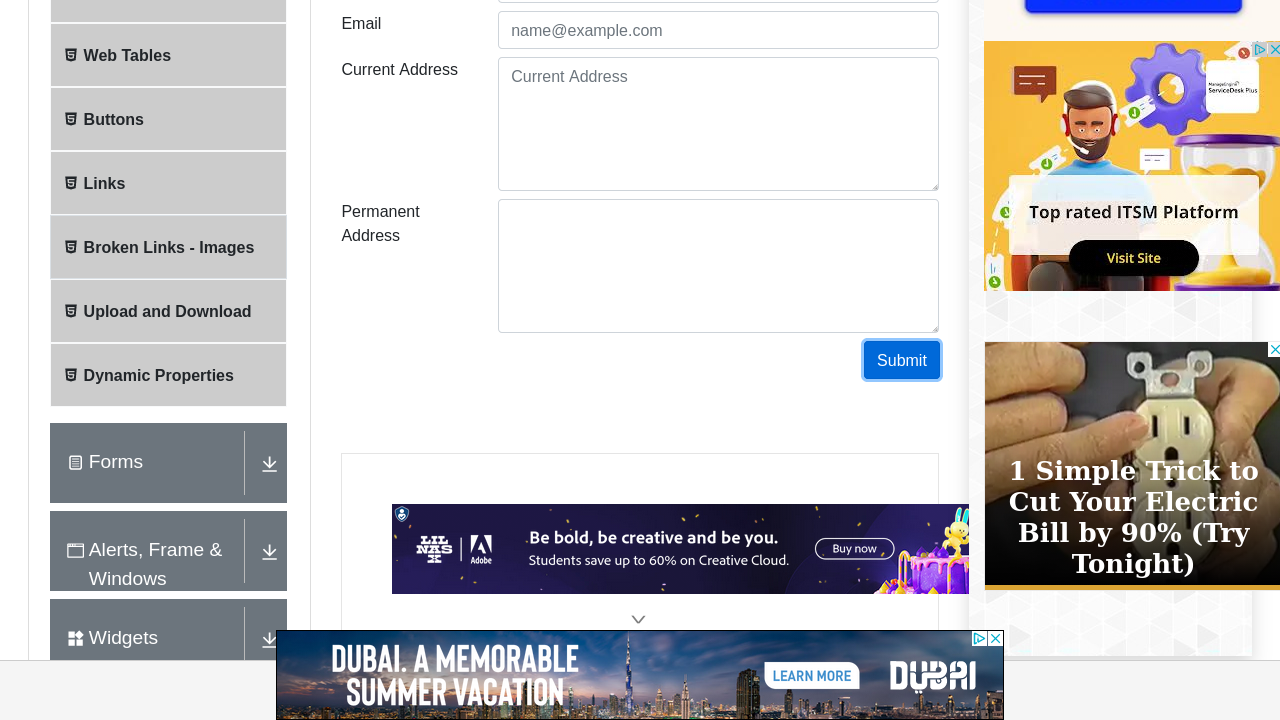 Email
name@example.com
Web Tables
Current Address
Current Address
Buttons
Links
Permanent
Address
Broken Links - Images
Upload and Download
Submit
Dynamic Properties
Forms
Alerts, Frame &
Windows
Widgets
ManageEngine
ServiceDesk Plus
Top rated ITSM Platform
Visit Site
1 Simple Trick to
Cut Your Electric
Bill by 90% (Try
Tonight)
LIL
NAS
X
Adobe
Be bold, be creative and be you.
Students save up to 60% on Creative Cloud.
Buy now
DUBAI. A MEMORABLE
SUMMER VACATION
LEARN MORE
DUBAI